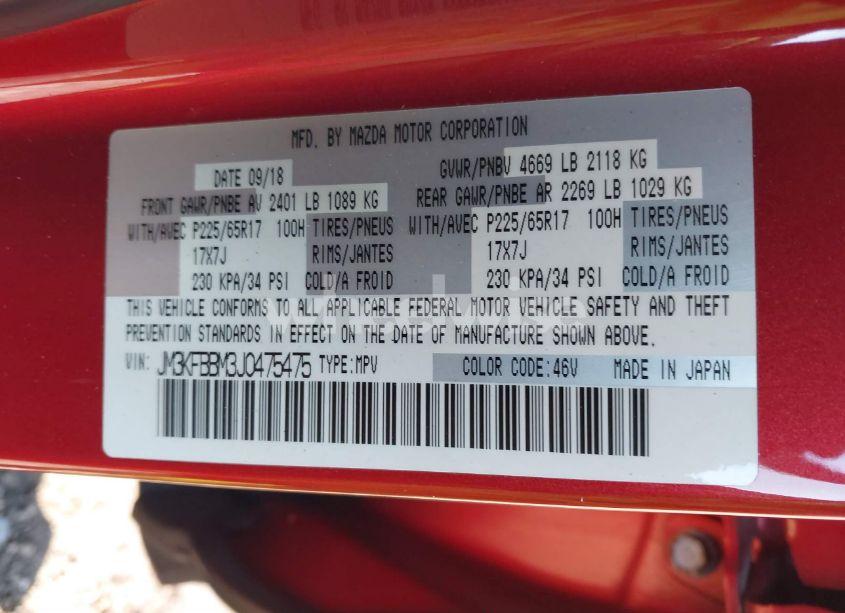 MFD. BY MAZDA MOTOR CORPORATION
DATE 09/18
GVWR/PNBV 4669 LB 2118 KG
FRONT GAWR/PNBE AV 2401 LB 1089 KG
REAR GAWR/PNBE AR 2269 LB 1029 KG
WITH/AVEC P225/65R17 100H TIRES/PNEUS
WITH/AVEC P225/65R17 100H TIRES/PNEUS
17X7J RIMS/JANTES
17X7J RIMS/JANTES
230 KPA/34 PSI COLD/A FROID
230 KPA/34 PSI COLD/A FROID
THIS VEHICLE CONFORMS TO ALL APPLICABLE FEDERAL MOTOR VEHICLE SAFETY AND THEFT
PREVENTION STANDARDS IN EFFECT ON THE DATE OF MANUFACTURE SHOWN ABOVE.
VIN: JM3KFBBM3J0475475 TYPE:MPV COLOR CODE:46V MADE IN JAPAN